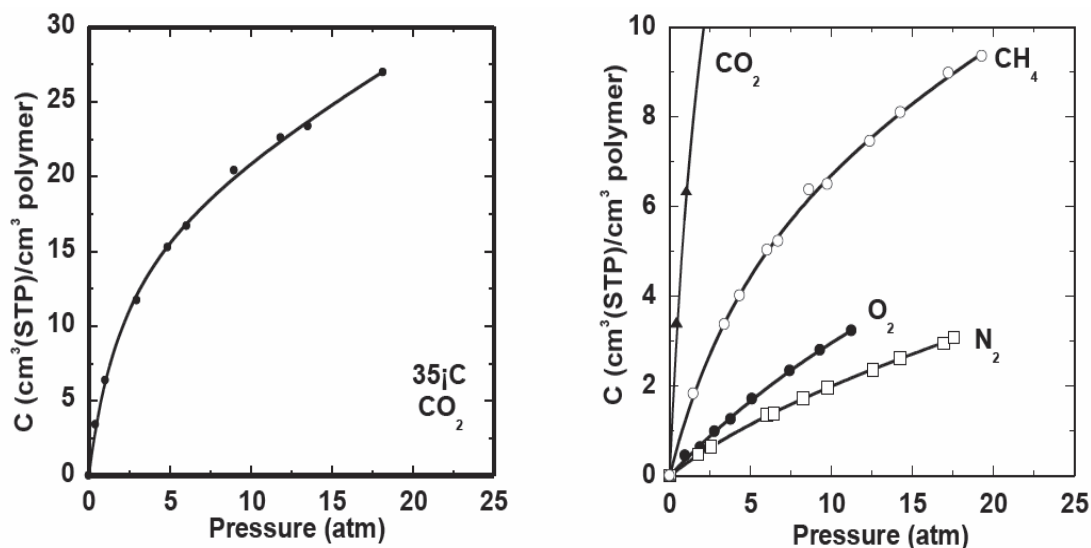 C (cm³(STP)/cm³ polymer)
30
25
20
15
10
5
0
35¡C
CO₂
0 5 10 15 20 25
Pressure (atm)
C (cm³(STP)/cm³ polymer)
10
8
6
4
2
0
CO₂
CH₄
O₂
N₂
0 5 10 15 20 25
Pressure (atm)